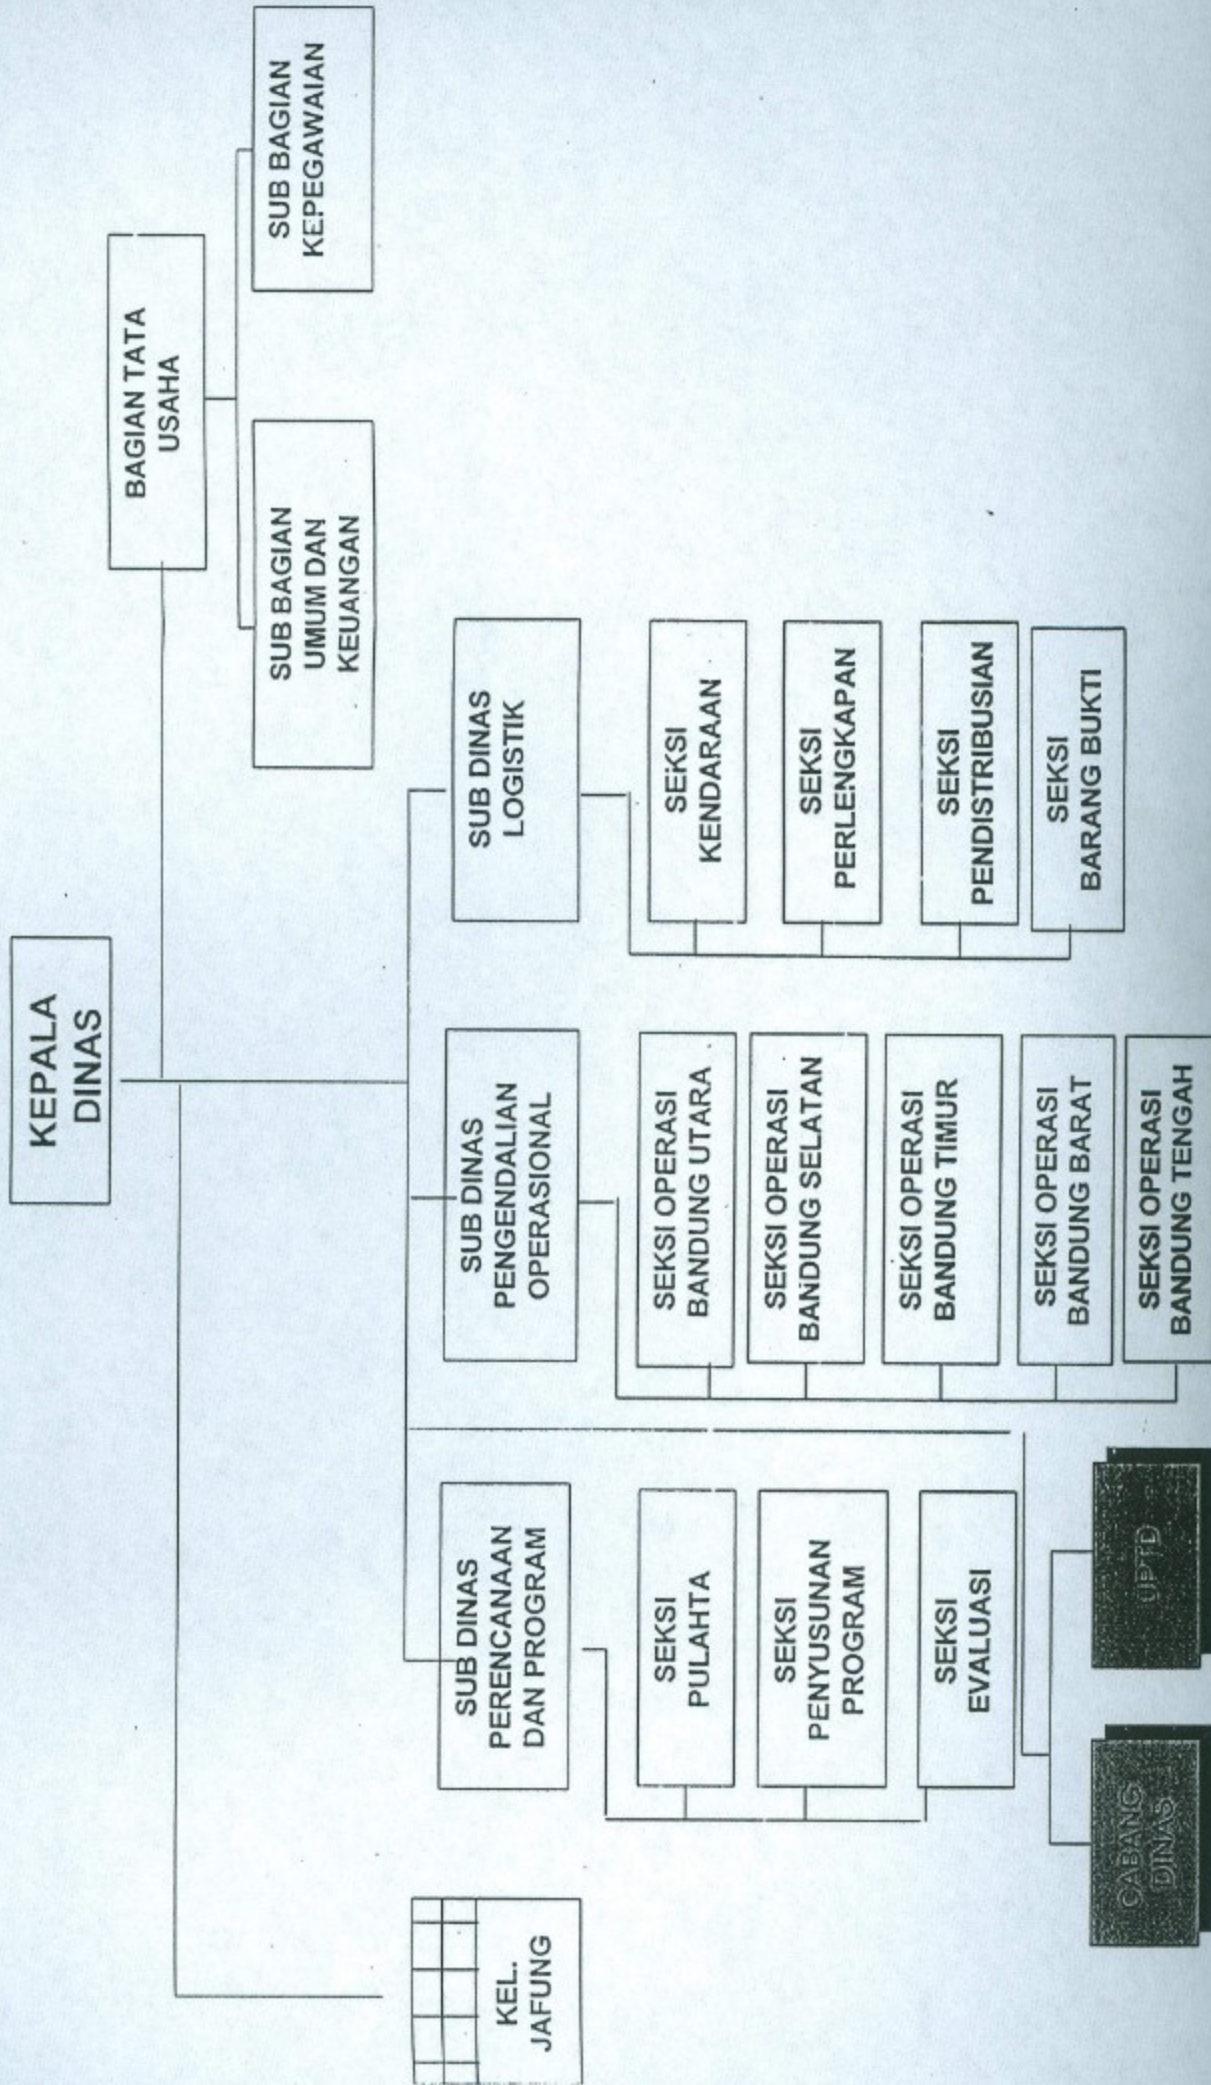 KEPALA
DINAS
BAGIAN TATA
USAHA
SUB BAGIAN
UMUM DAN
KEUANGAN
SUB BAGIAN
KEPEGAWAIAN
KEL.
JAFUNG
SUB DINAS
PERENCANAAN
DAN PROGRAM
SEKSI
PULAHTA
SEKSI
PENYUSUNAN
PROGRAM
SEKSI
EVALUASI
SUB DINAS
PENGENDALIAN
OPERASIONAL
SEKSI OPERASI
BANDUNG UTARA
SEKSI OPERASI
BANDUNG SELATAN
SEKSI OPERASI
BANDUNG TIMUR
SEKSI OPERASI
BANDUNG BARAT
SEKSI OPERASI
BANDUNG TENGAH
SUB DINAS
LOGISTIK
SEKSI
KENDARAAN
SEKSI
PERLENGKAPAN
SEKSI
PENDISTRIBUSIAN
SEKSI
BARANG BUKTI
CABANG
DINAS
UPTD